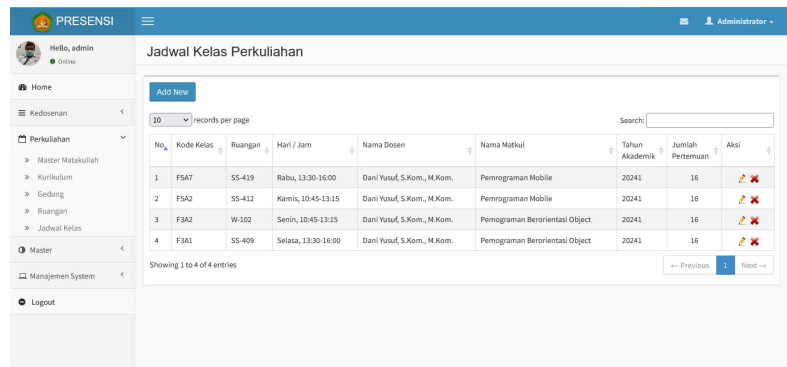 PRESENSI
Administrator
Hello, admin
Online
Home
Kedosenan
Perkuliahan
» Master Matakuliah
» Kurikulum
» Gedung
» Ruangan
» Jadwal Kelas
Master
Manajemen System
Logout
Jadwal Kelas Perkuliahan
Add New
10 records per page
Search:
No Kode Kelas Ruangan Hari / Jam Nama Dosen Nama Matkul Tahun Akademik Jumlah Pertemuan Aksi
1 F5A7 SS-419 Rabu, 13:30-16:00 Dani Yusuf, S.Kom., M.Kom. Pemrograman Mobile 20241 16
2 F5A2 SS-412 Kamis, 10:45-13:15 Dani Yusuf, S.Kom., M.Kom. Pemrograman Mobile 20241 16
3 F3A2 W-102 Senin, 10:45-13:15 Dani Yusuf, S.Kom., M.Kom. Pemograman Berorientasi Object 20241 16
4 F3A1 SS-409 Selasa, 13:30-16:00 Dani Yusuf, S.Kom., M.Kom. Pemograman Berorientasi Object 20241 16
Showing 1 to 4 of 4 entries
← Previous 1 Next →